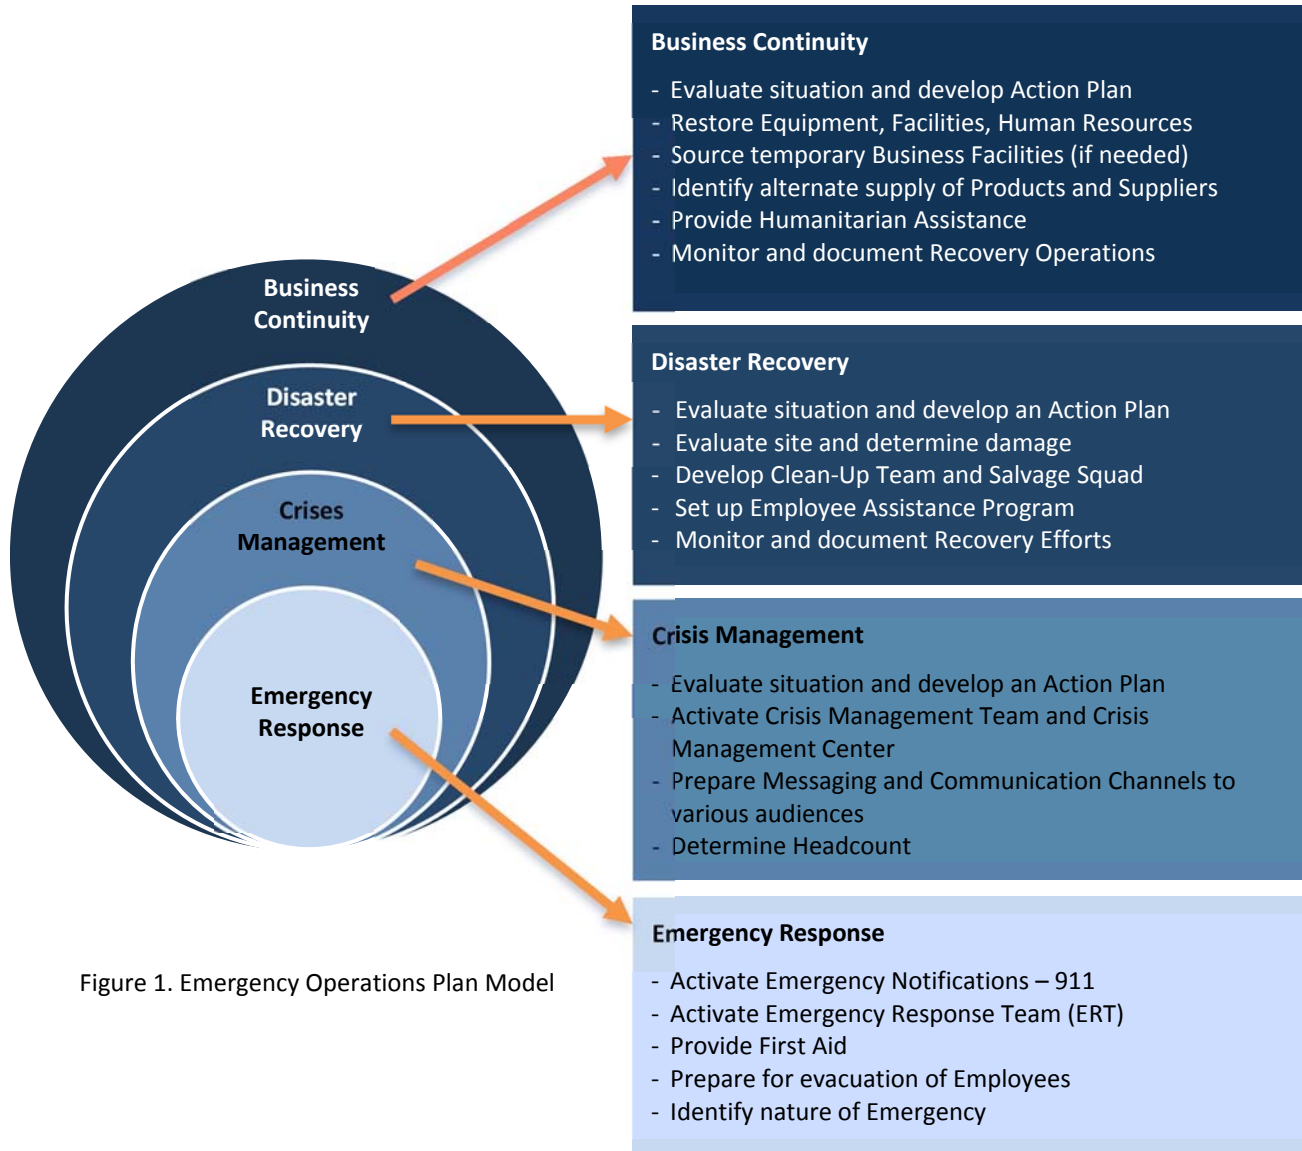 Business Continuity
- Evaluate situation and develop Action Plan
- Restore Equipment, Facilities, Human Resources
- Source temporary Business Facilities (if needed)
- Identify alternate supply of Products and Suppliers
- Provide Humanitarian Assistance
- Monitor and document Recovery Operations
Business
Continuity
Disaster
Recovery
Crises
Management
Emergency
Response
Disaster Recovery
- Evaluate situation and develop an Action Plan
- Evaluate site and determine damage
- Develop Clean-Up Team and Salvage Squad
- Set up Employee Assistance Program
- Monitor and document Recovery Efforts
Crisis Management
- Evaluate situation and develop an Action Plan
- Activate Crisis Management Team and Crisis
Management Center
- Prepare Messaging and Communication Channels to
various audiences
- Determine Headcount
Emergency Response
- Activate Emergency Notifications – 911
- Activate Emergency Response Team (ERT)
- Provide First Aid
- Prepare for evacuation of Employees
- Identify nature of Emergency
Figure 1. Emergency Operations Plan Model